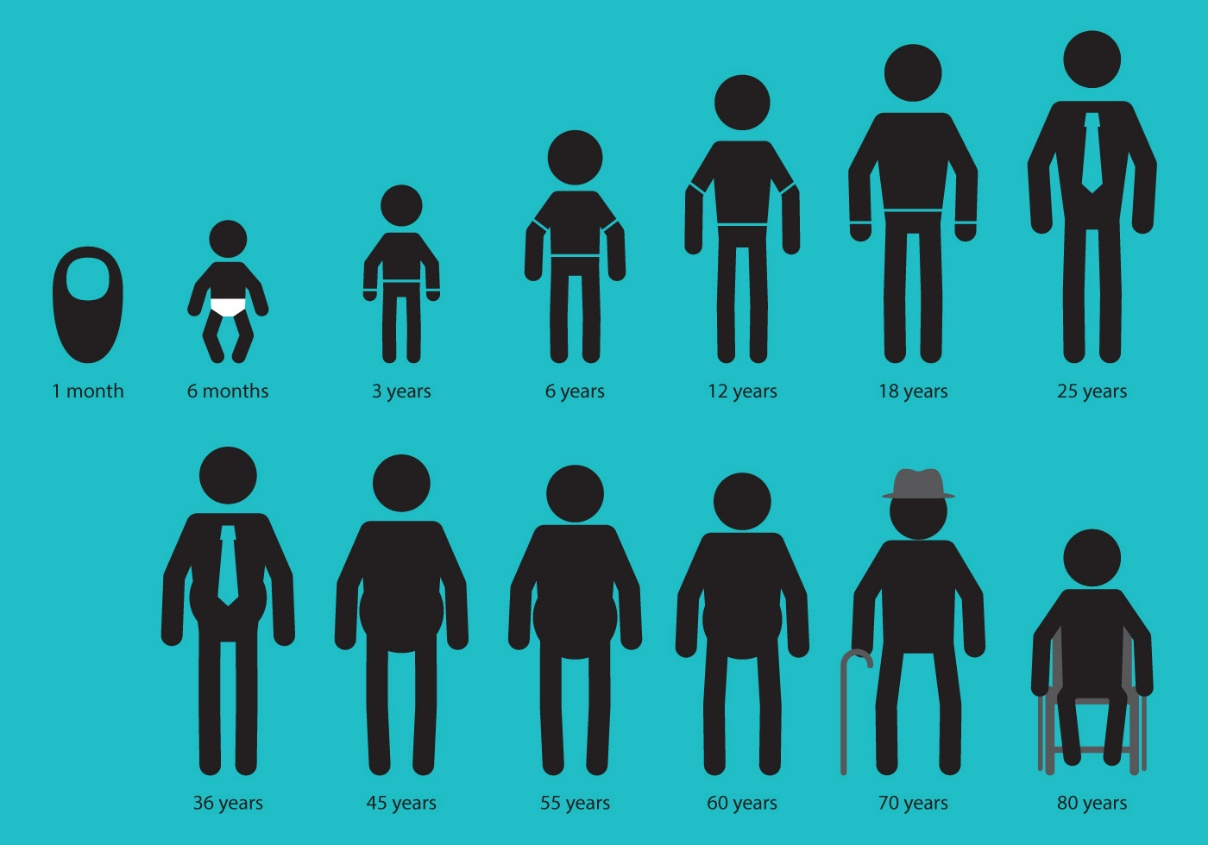 1 month
6 months
3 years
6 years
12 years
18 years
25 years
36 years
45 years
55 years
60 years
70 years
80 years